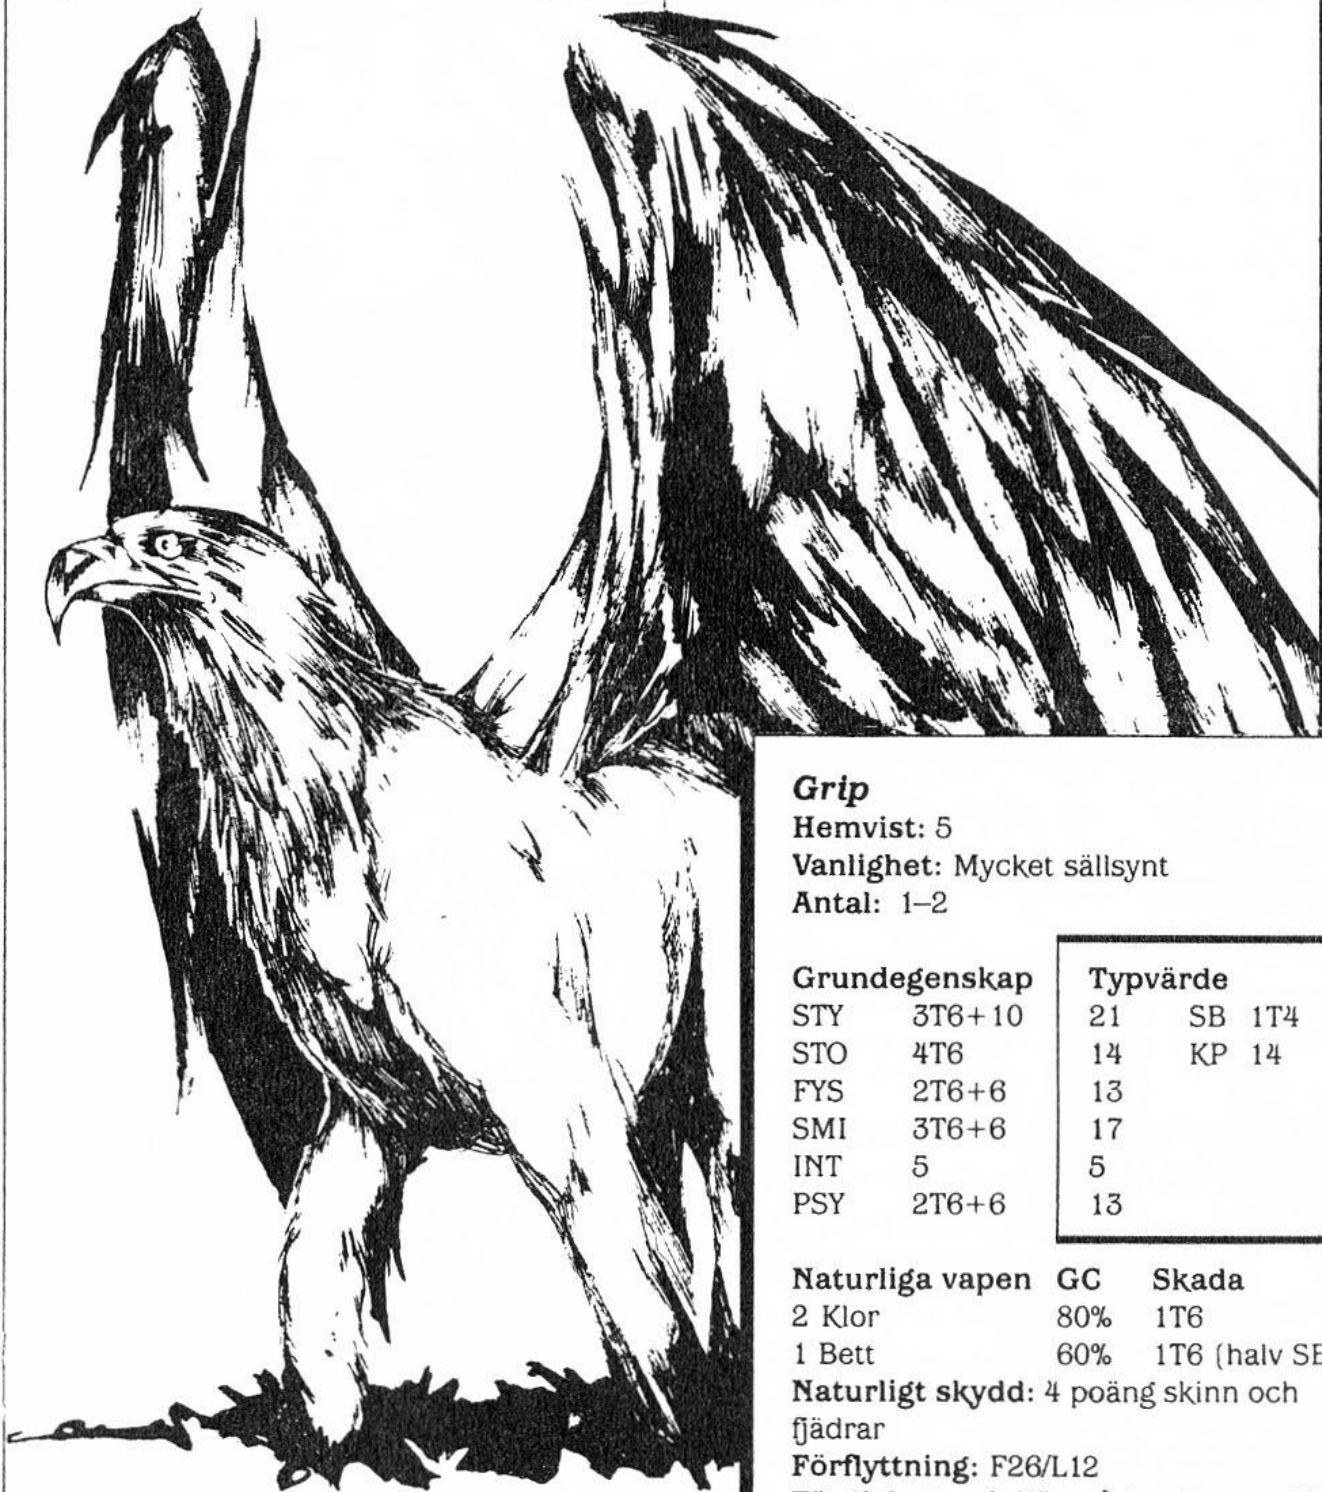 Grip
Hemvist: 5
Vanlighet: Mycket sällsynt
Antal: 1–2
Grundegenskap Typvärde
STY 3T6+10 21 SB 1T4
STO 4T6 14 KP 14
FYS 2T6+6 13
SMI 3T6+6 17
INT 5 5
PSY 2T6+6 13
Naturliga vapen GC Skada
2 Klor 80% 1T6
1 Bett 60% 1T6 (halv SB
Naturligt skydd: 4 poäng skinn och
fjädrar
Förflyttning: F26/L12